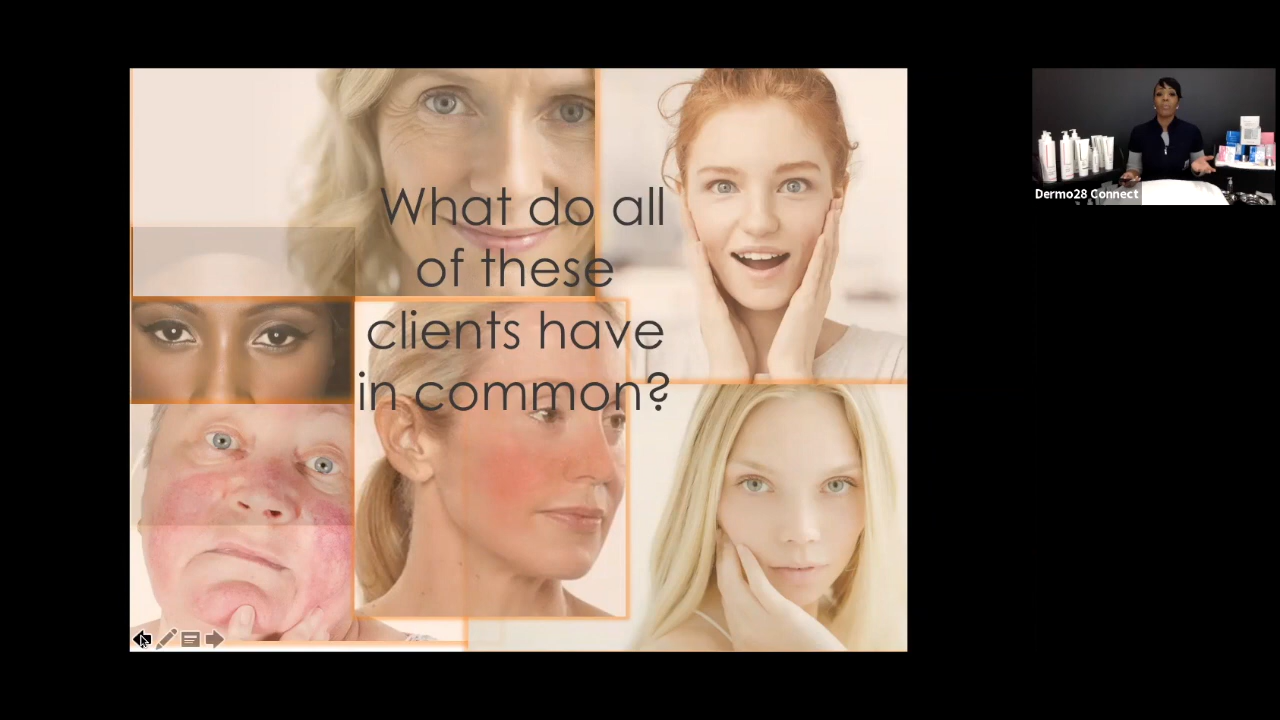 What do all
of these
clients have
in common?
Dermo28 Connect